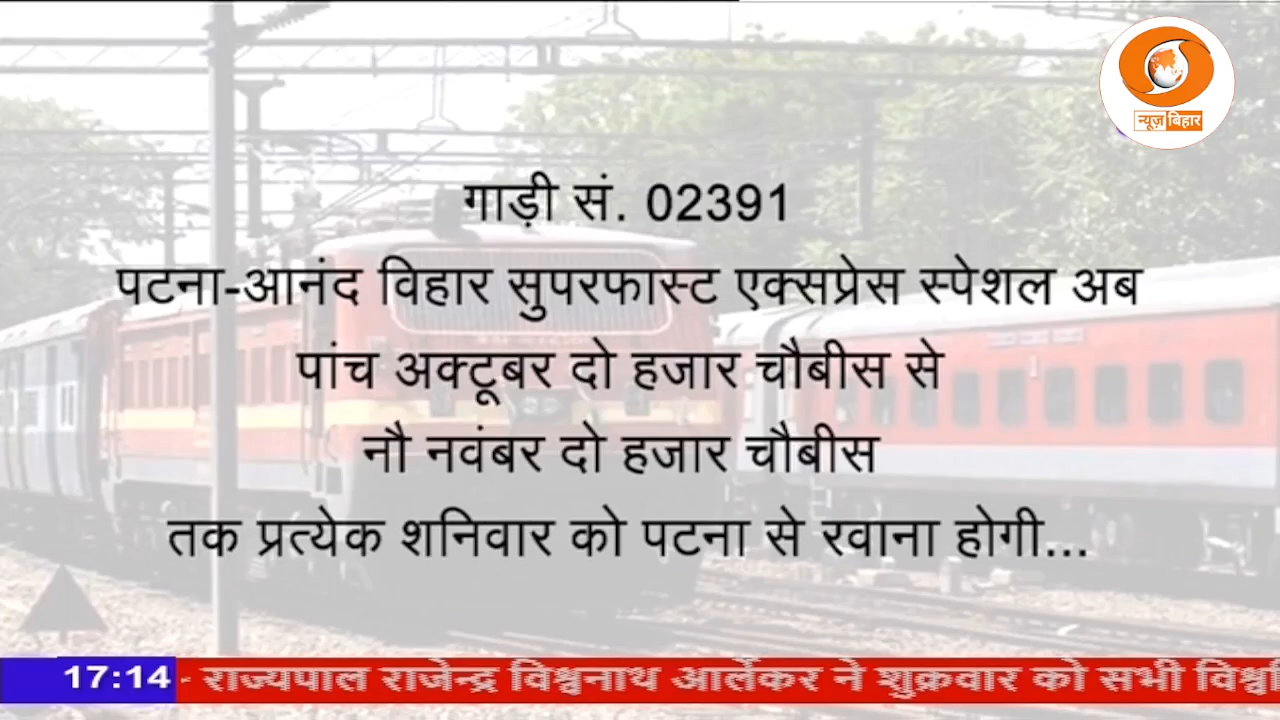 न्यूज़ बिहार
गाड़ी सं. 02391
पटना-आनंद विहार सुपरफास्ट एक्सप्रेस स्पेशल अब
पांच अक्टूबर दो हजार चौबीस से
नौ नवंबर दो हजार चौबीस
तक प्रत्येक शनिवार को पटना से रवाना होगी...
17:14 - राज्यपाल राजेन्द्र विश्वनाथ आर्लेकर ने शुक्रवार को सभी